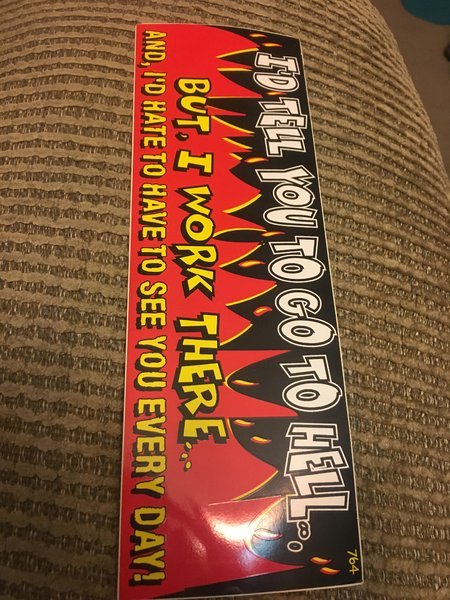 I'D TELL YOU TO GO TO HELL...
BUT, I WORK THERE...
AND, I'D HATE TO HAVE TO SEE YOU EVERY DAY!
764